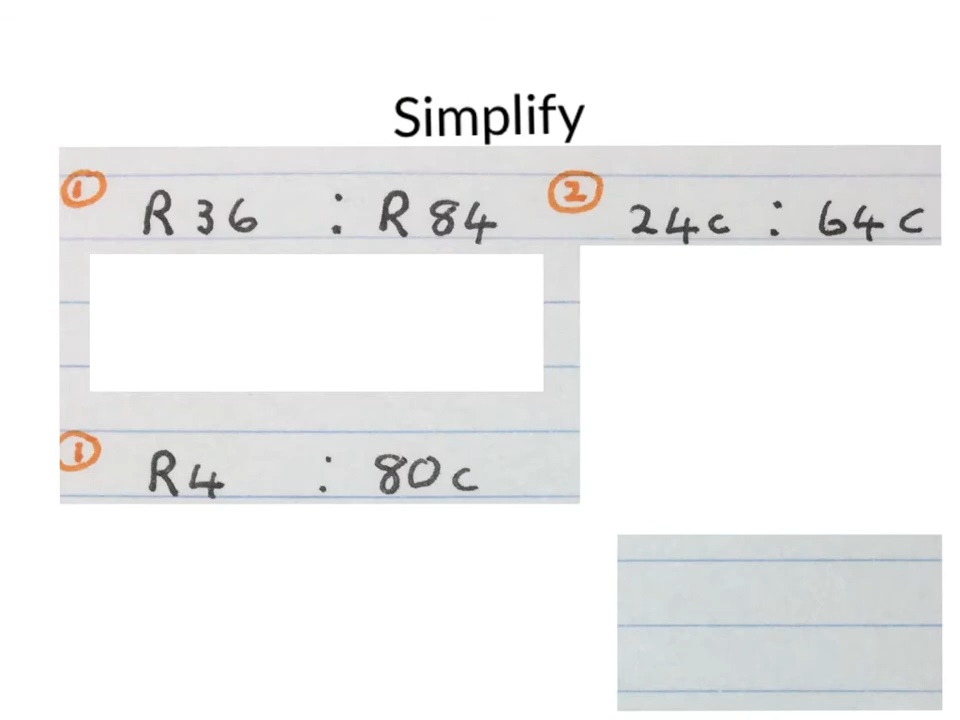 Simplify
① R36 : R84 ② 24c : 64c
① R4 : 80c